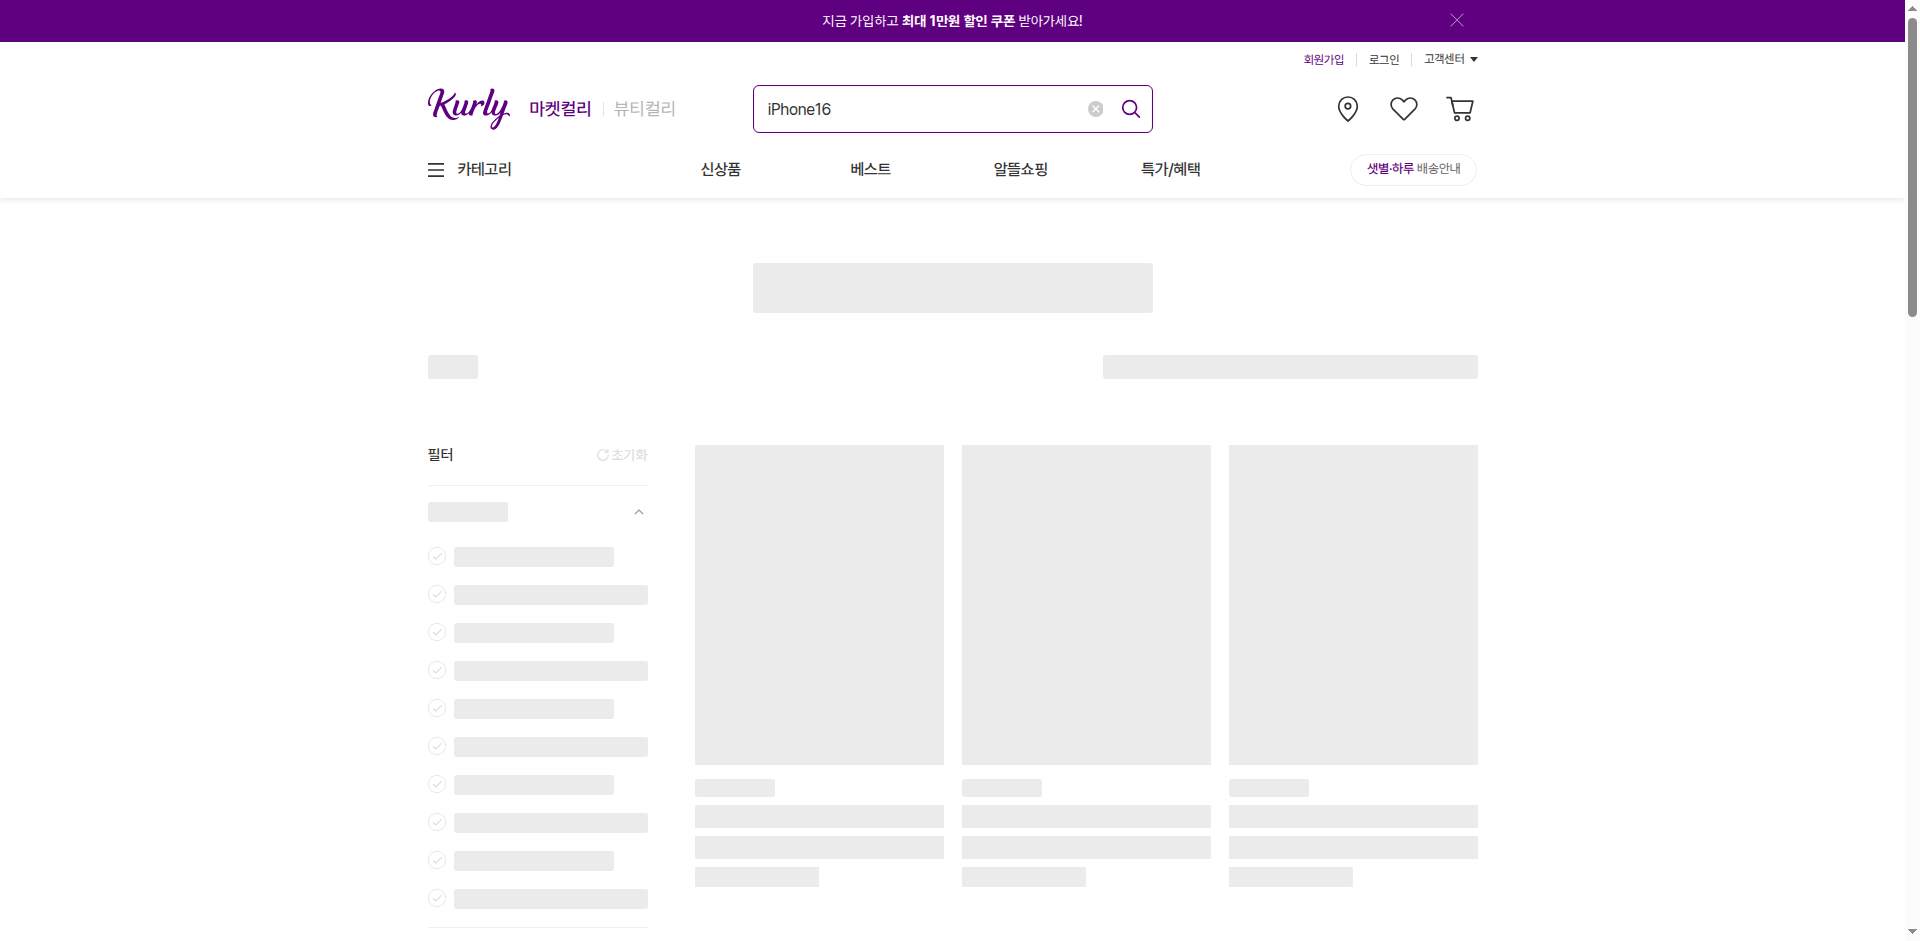 지금 가입하고 최대 1만원 할인 쿠폰 받아가세요!
회원가입 로그인 고객센터
Kurly 마켓컬리 뷰티컬리
iPhone16
카테고리 신상품 베스트 알뜰쇼핑 특가/혜택 샛별·하루 배송안내
필터 초기화